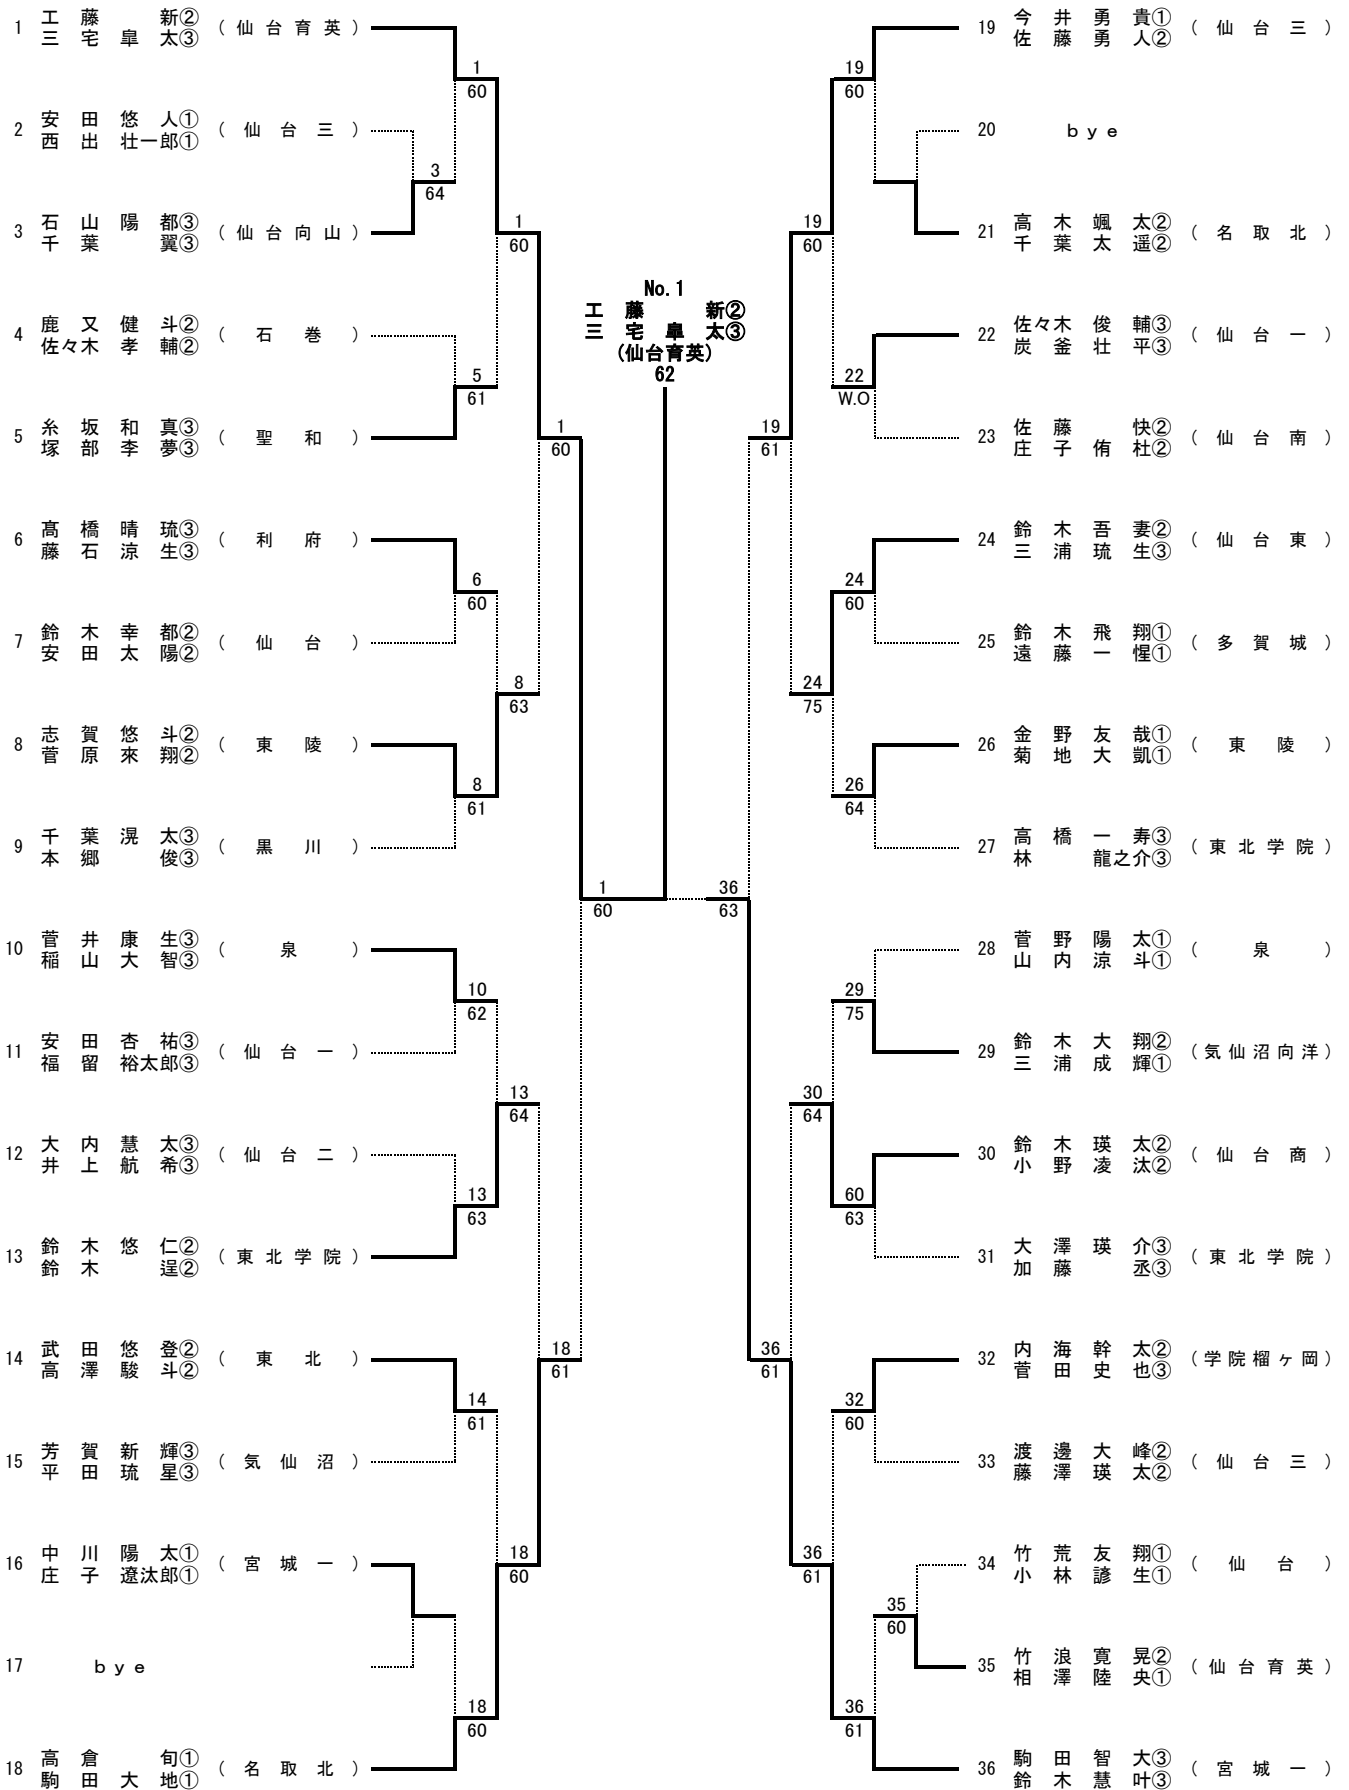 1 工藤 新② (仙台育英)
三宅皐太③
1
60
2 安田悠人① (仙台三)
西出壮一郎①
3
64
3 石山陽都③ (仙台向山)
千葉 翼③
1
60
4 鹿又健斗② (石巻)
佐々木孝輔②
5
61
5 糸坂和真③ (聖和)
塚部李夢③
1
60
6 髙橋晴琉③ (利府)
藤石涼生③
6
60
7 鈴木幸都② (仙台)
安田太陽②
8
63
8 志賀悠斗② (東陵)
菅原來翔②
8
61
9 千葉滉太③ (黒川)
本郷 俊③
1
60
10 菅井康生③ (泉)
稲山大智③
10
62
11 安田杏祐③ (仙台一)
福留裕太郎③
13
64
12 大内慧太③ (仙台二)
井上航希③
13
63
13 鈴木悠仁② (東北学院)
鈴木 逞②
18
61
14 武田悠登② (東北)
高澤駿斗②
14
61
15 芳賀新輝③ (気仙沼)
平田琉星③
18
60
16 中川陽太① (宮城一)
庄子遼汰郎①
17 bye
18
60
18 高倉 旬① (名取北)
駒田大地①
No.1
工藤 新②
三宅皐太③
(仙台育英)
62
19 今井勇貴① (仙台三)
佐藤勇人②
19
60
20 bye
21 高木颯太② (名取北)
千葉太遥②
19
60
22 佐々木俊輔③ (仙台一)
炭釜壮平③
22
W.O
23 佐藤 快② (仙台南)
庄子侑杜②
19
61
24 鈴木吾妻② (仙台東)
三浦琉生③
24
60
25 鈴木飛翔① (多賀城)
遠藤一惺①
24
75
26 金野友哉① (東陵)
菊地大凱①
26
64
27 高橋一寿③ (東北学院)
林 龍之介③
36
63
28 菅野陽太① (泉)
山内涼斗①
29
75
29 鈴木大翔② (気仙沼向洋)
三浦成輝①
30
64
30 鈴木瑛太② (仙台商)
小野凌汰②
60
63
31 大澤瑛介③ (東北学院)
加藤 丞③
36
61
32 内海幹太② (学院榴ヶ岡)
菅田史也③
32
60
33 渡邊大峰② (仙台三)
藤澤瑛太②
36
61
34 竹荒友翔① (仙台)
小林諺生①
35
60
35 竹浪寛晃② (仙台育英)
相澤陸央①
36
61
36 駒田智大③ (宮城一)
鈴木慧叶③